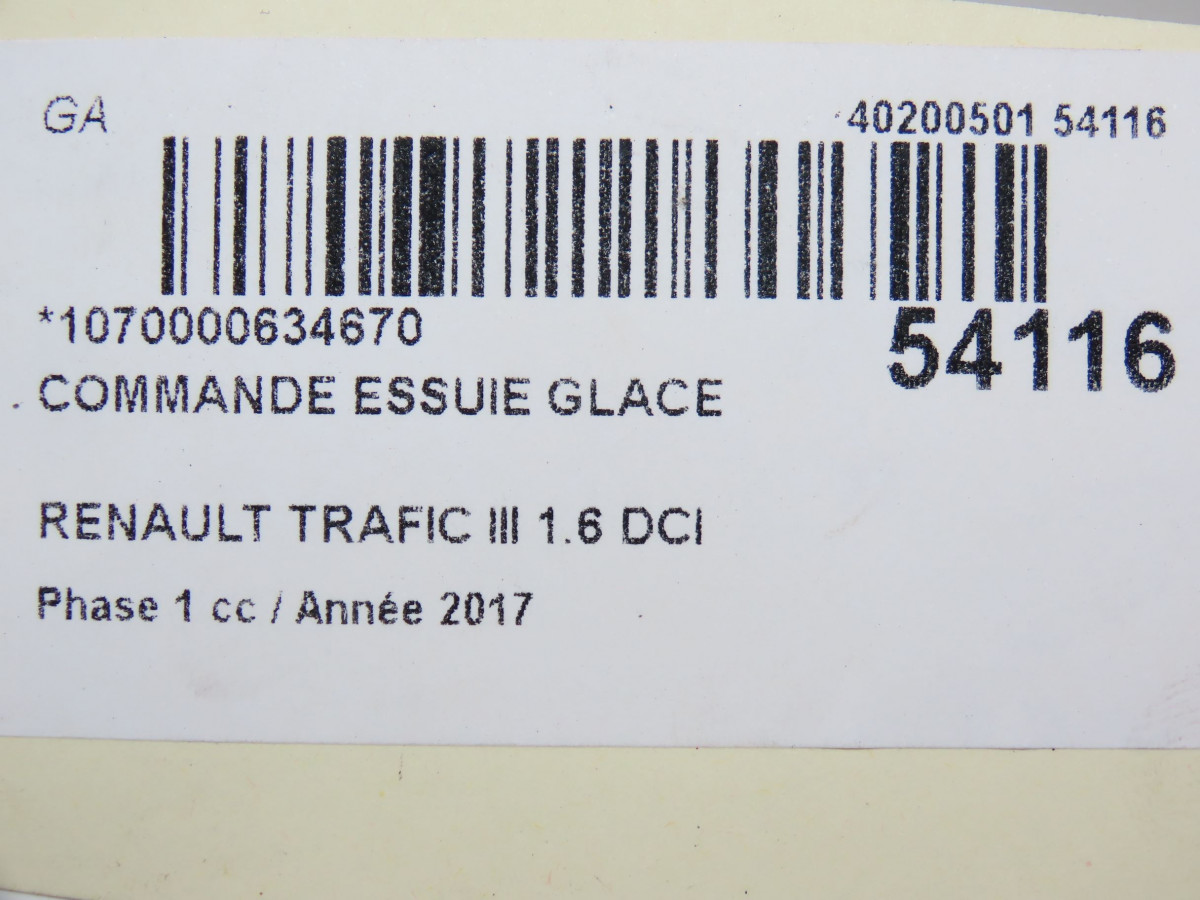 GA 40200501 54116
*1070000634670
54116
COMMANDE ESSUIE GLACE
RENAULT TRAFIC III 1.6 DCI
Phase 1 cc / Année 2017